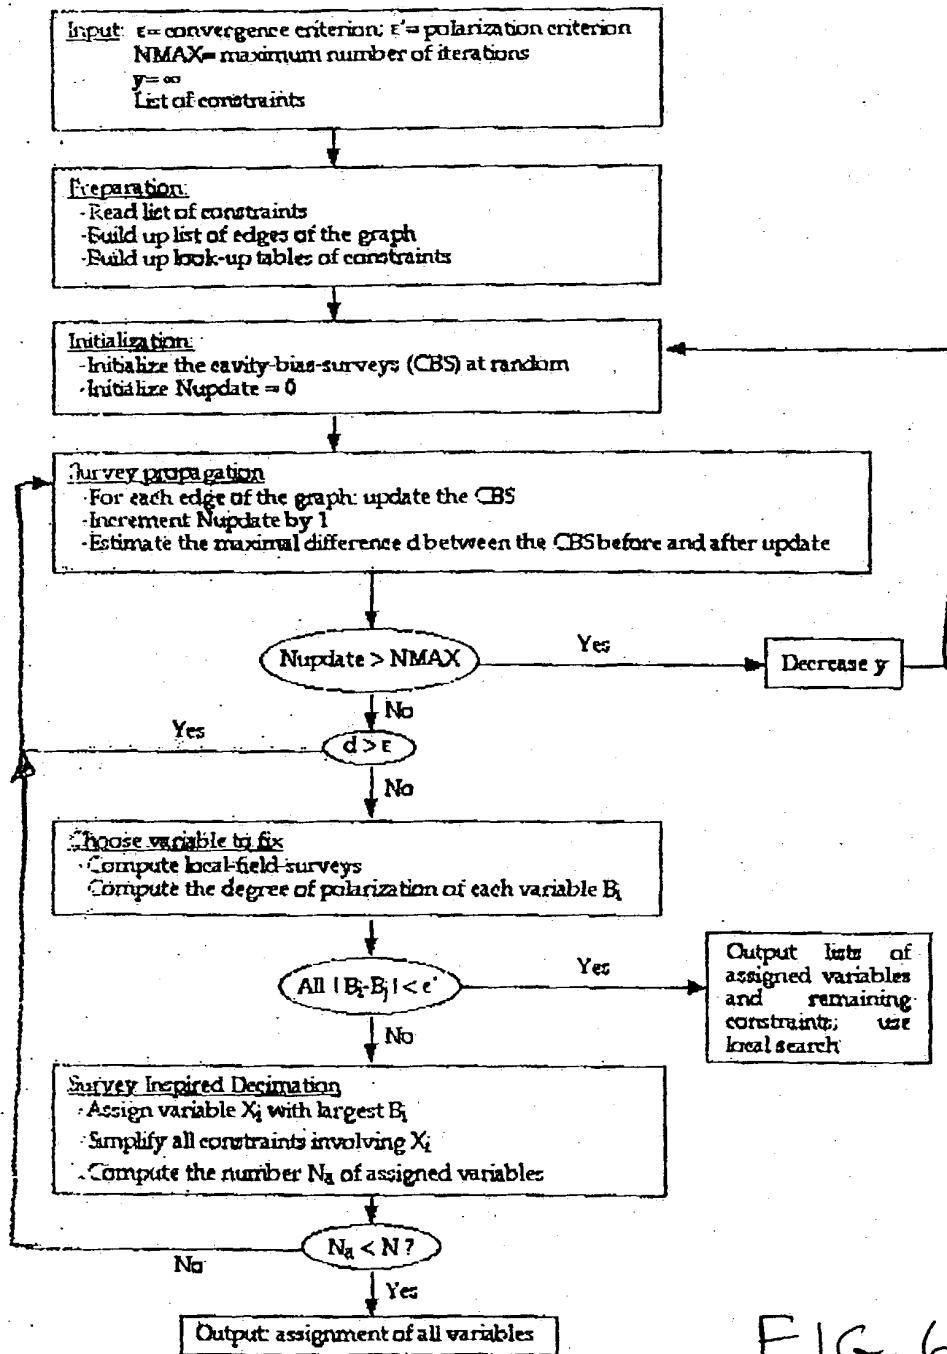 Input: ε=convergence criterion; ε'=polarization criterion
NMAX=maximum number of iterations
y=∞
List of constraints
Preparation:
-Read list of constraints
-Build up list of edges of the graph
-Build up look-up tables of constraints
Initialization:
-Initialize the cavity-bias-surveys (CBS) at random
-Initialize Nupdate = 0
Survey propagation
-For each edge of the graph: update the CBS
-Increment Nupdate by 1
-Estimate the maximal difference d between the CBS before and after update
Nupdate > NMAX
Yes
Decrease y
No
Yes
d > ε
No
Choose variable to fix
-Compute local-field-surveys
Compute the degree of polarization of each variable Bi
All |Bi-Bj| < ε'
Yes
Output lists of
assigned variables
and remaining
constraints; use
local search
No
Survey Inspired Decimation
-Assign variable Xi with largest Bi
-Simplify all constraints involving Xi
-Compute the number Na of assigned variables
Na < N ?
No
Yes
Output: assignment of all variables
FIG. 6